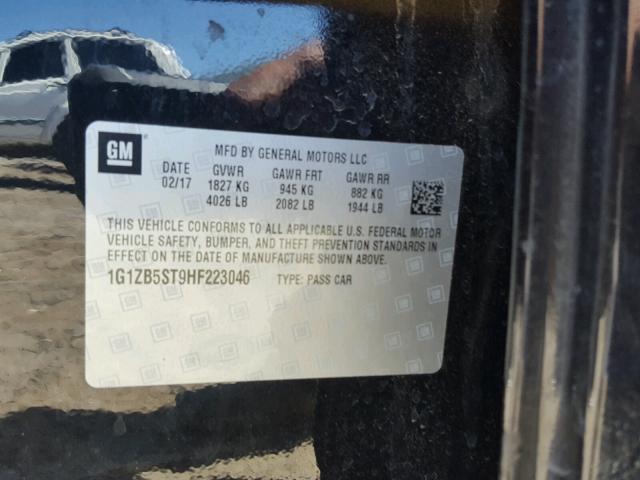 GM
MFD BY GENERAL MOTORS LLC
DATE GVWR GAWR FRT GAWR RR
02/17 1827 KG 945 KG 882 KG
4026 LB 2082 LB 1944 LB
THIS VEHICLE CONFORMS TO ALL APPLICABLE U.S. FEDERAL MOTOR
VEHICLE SAFETY, BUMPER, AND THEFT PREVENTION STANDARDS IN
EFFECT ON THE DATE OF MANUFACTURE SHOWN ABOVE.
1G1ZB5ST9HF223046 TYPE: PASS CAR